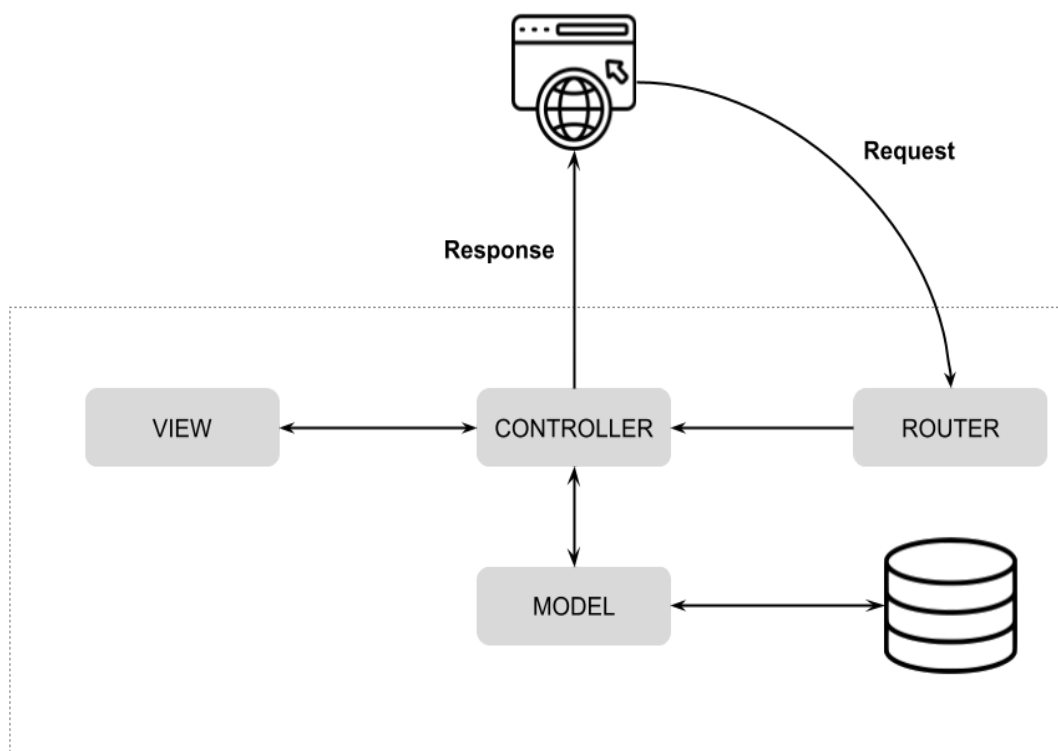 Request
Response
VIEW
CONTROLLER
ROUTER
MODEL